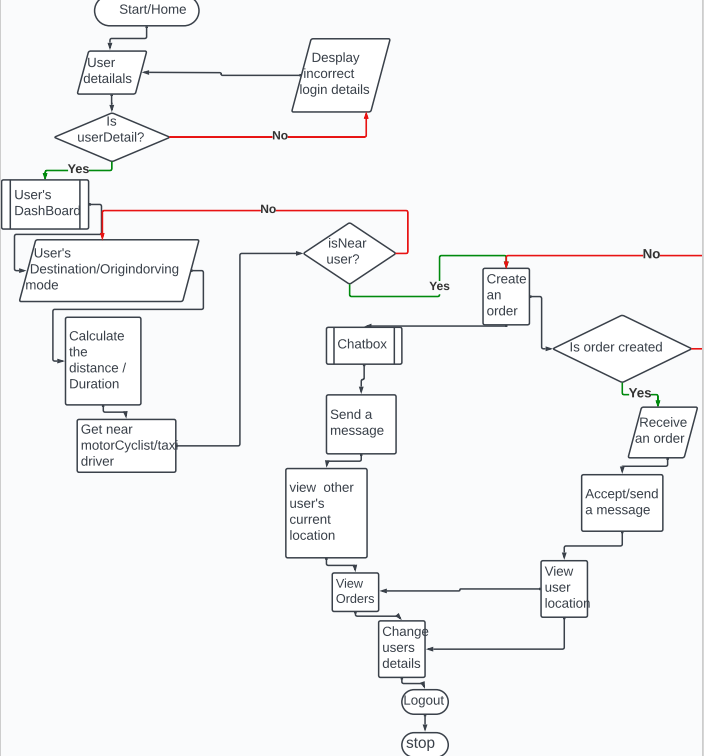 Start/Home
User
detailals
Desplay
incorrect
login details
Is
userDetail?
No
Yes
User's
DashBoard
No
User's
Destination/Origindorving
mode
isNear
user?
Yes
No
Create
an
order
Is order created
Calculate
the
distance /
Duration
Chatbox
Yes
Get near
motorCyclist/taxi
driver
Send a
message
Receive
an order
view other
user's
current
location
Accept/send
a message
View
Orders
View
user
location
Change
users
details
Logout
stop